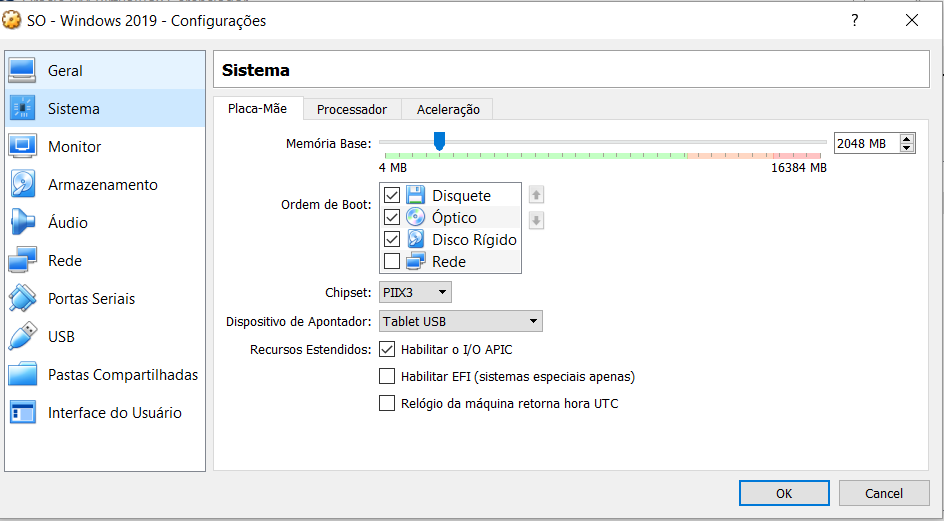 SO - Windows 2019 - Configurações
?
Geral
Sistema
Monitor
Armazenamento
Áudio
Rede
Portas Seriais
USB
Pastas Compartilhadas
Interface do Usuário
Sistema
Placa-Mãe Processador Aceleração
Memória Base: 2048 MB
4 MB 16384 MB
Ordem de Boot:
Disquete
Óptico
Disco Rígido
Rede
Chipset: PIIX3
Dispositivo de Apontador: Tablet USB
Recursos Estendidos: Habilitar o I/O APIC
Habilitar EFI (sistemas especiais apenas)
Relógio da máquina retorna hora UTC
OK Cancel